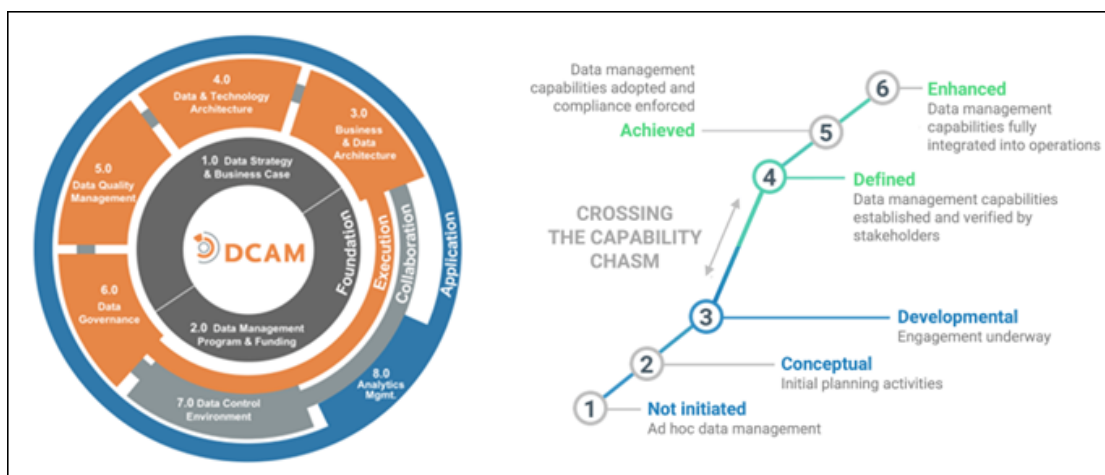 4.0
Data & Technology
Architecture
3.0
Business
& Data
Architecture
5.0
Data Quality
Management
1.0 Data Strategy
& Business Case
DCAM
Foundation
Execution
Collaboration
Application
6.0
Data
Governance
2.0 Data Management
Program & Funding
7.0 Data Control
Environment
8.0
Analytics
Mgmt.
Data management
capabilities adopted and
compliance enforced
Achieved
6
Enhanced
Data management
capabilities fully
integrated into operations
5
4
Defined
Data management capabilities
established and verified by
stakeholders
CROSSING
THE CAPABILITY
CHASM
3
Developmental
Engagement underway
2
Conceptual
Initial planning activities
1
Not initiated
Ad hoc data management